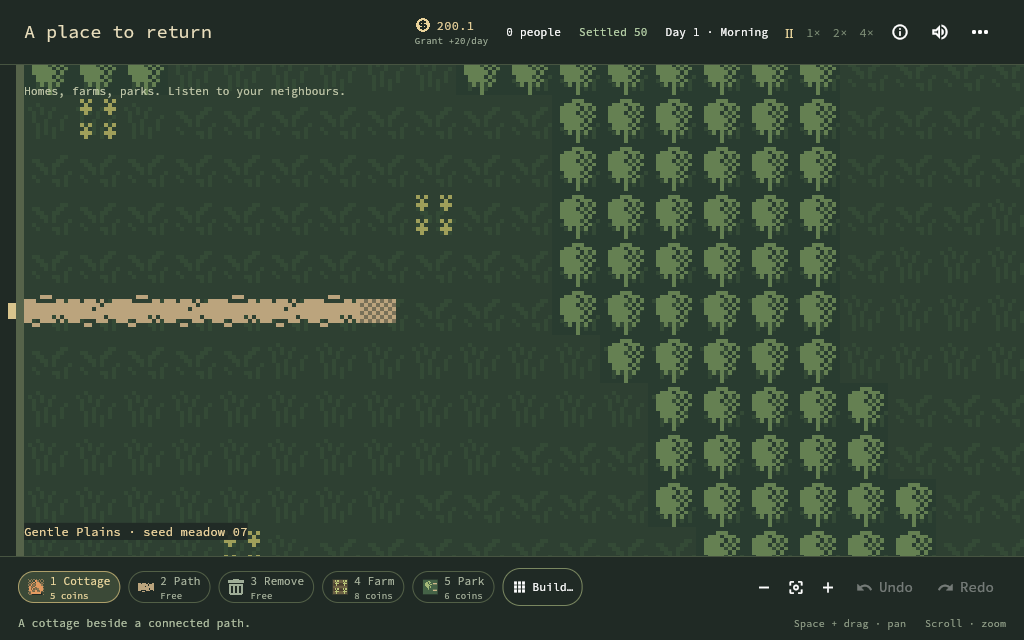 A place to return
200.1
Grant +20/day
0 people
Settled 50
Day 1 · Morning
II 1× 2× 4×
Homes, farms, parks. Listen to your neighbours.
Gentle Plains · seed meadow 07
1 Cottage
5 coins
2 Path
Free
3 Remove
Free
4 Farm
8 coins
5 Park
6 coins
Build…
Undo
Redo
A cottage beside a connected path.
Space + drag · pan
Scroll · zoom